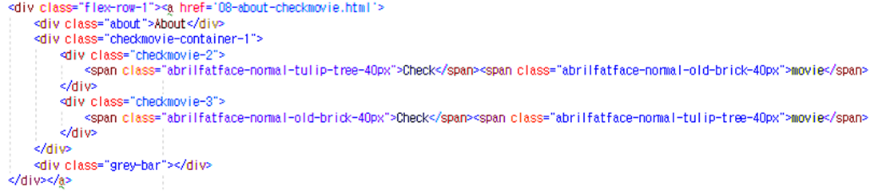 <div class="flex-row-1"><a href='08-about-checkmovie.html'>
<div class="about">About</div>
<div class="checkmovie-container-1">
<div class="checkmovie-2">
<span class="abrilfatface-normal-tulip-tree-40px">Check</span><span class="abrilfatface-normal-old-brick-40px">movie</span>
</div>
<div class="checkmovie-3">
<span class="abrilfatface-normal-old-brick-40px">Check</span><span class="abrilfatface-normal-tulip-tree-40px">movie</span>
</div>
</div>
<div class="grey-bar"></div>
</div></a>